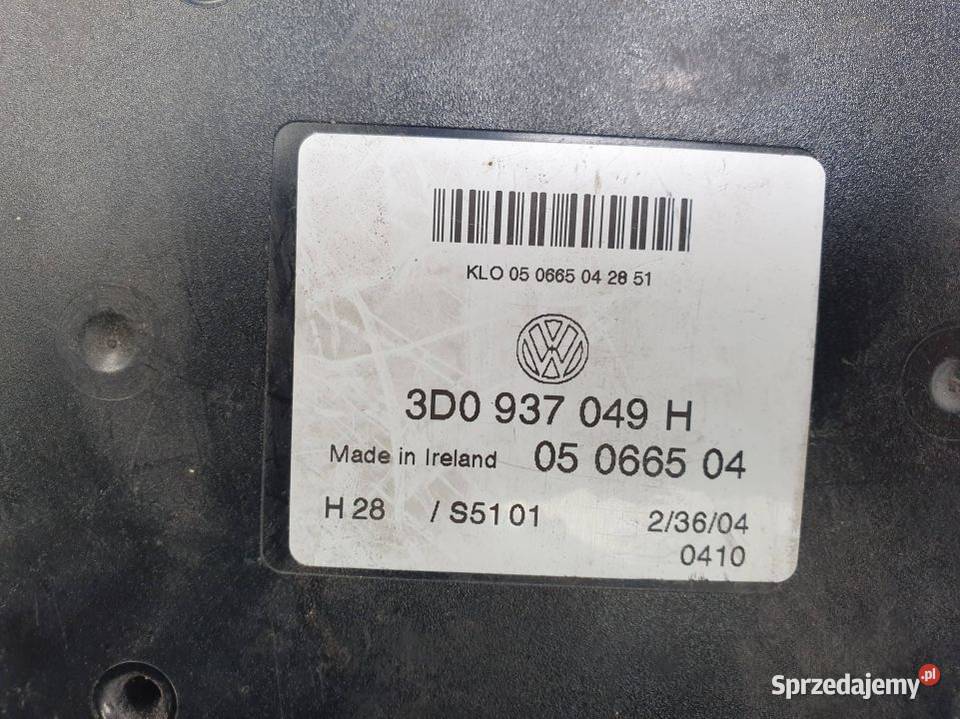 KLO 05 0665 04 28 51
3D0 937 049 H
Made in Ireland 05 0665 04
H 28 / S51 01 2/36/04
0410
Sprzedajemy.pl